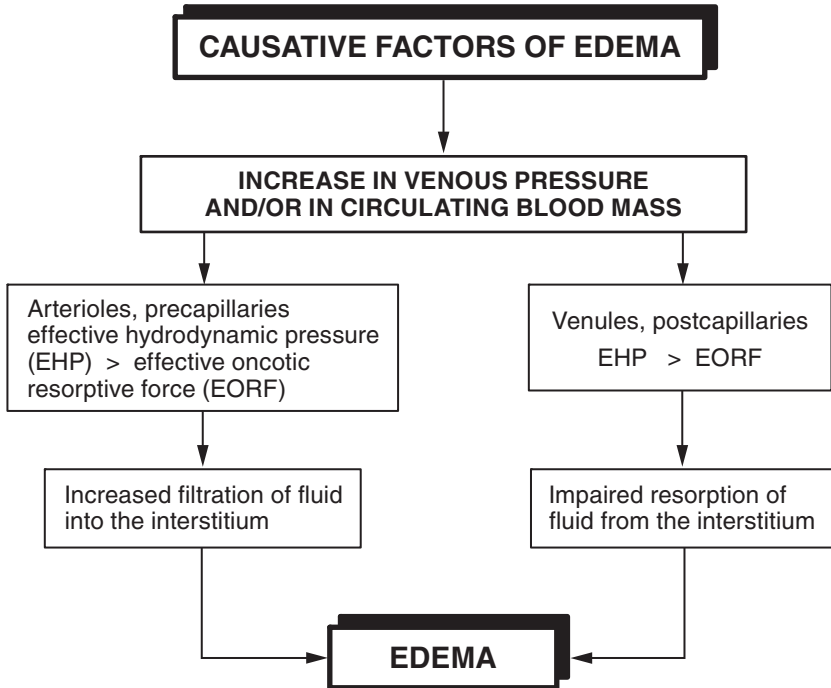 CAUSATIVE FACTORS OF EDEMA
INCREASE IN VENOUS PRESSURE
AND/OR IN CIRCULATING BLOOD MASS
Arterioles, precapillaries
effective hydrodynamic pressure
(EHP) > effective oncotic
resorptive force (EORF)
Venules, postcapillaries
EHP > EORF
Increased filtration of fluid
into the interstitium
Impaired resorption of
fluid from the interstitium
EDEMA